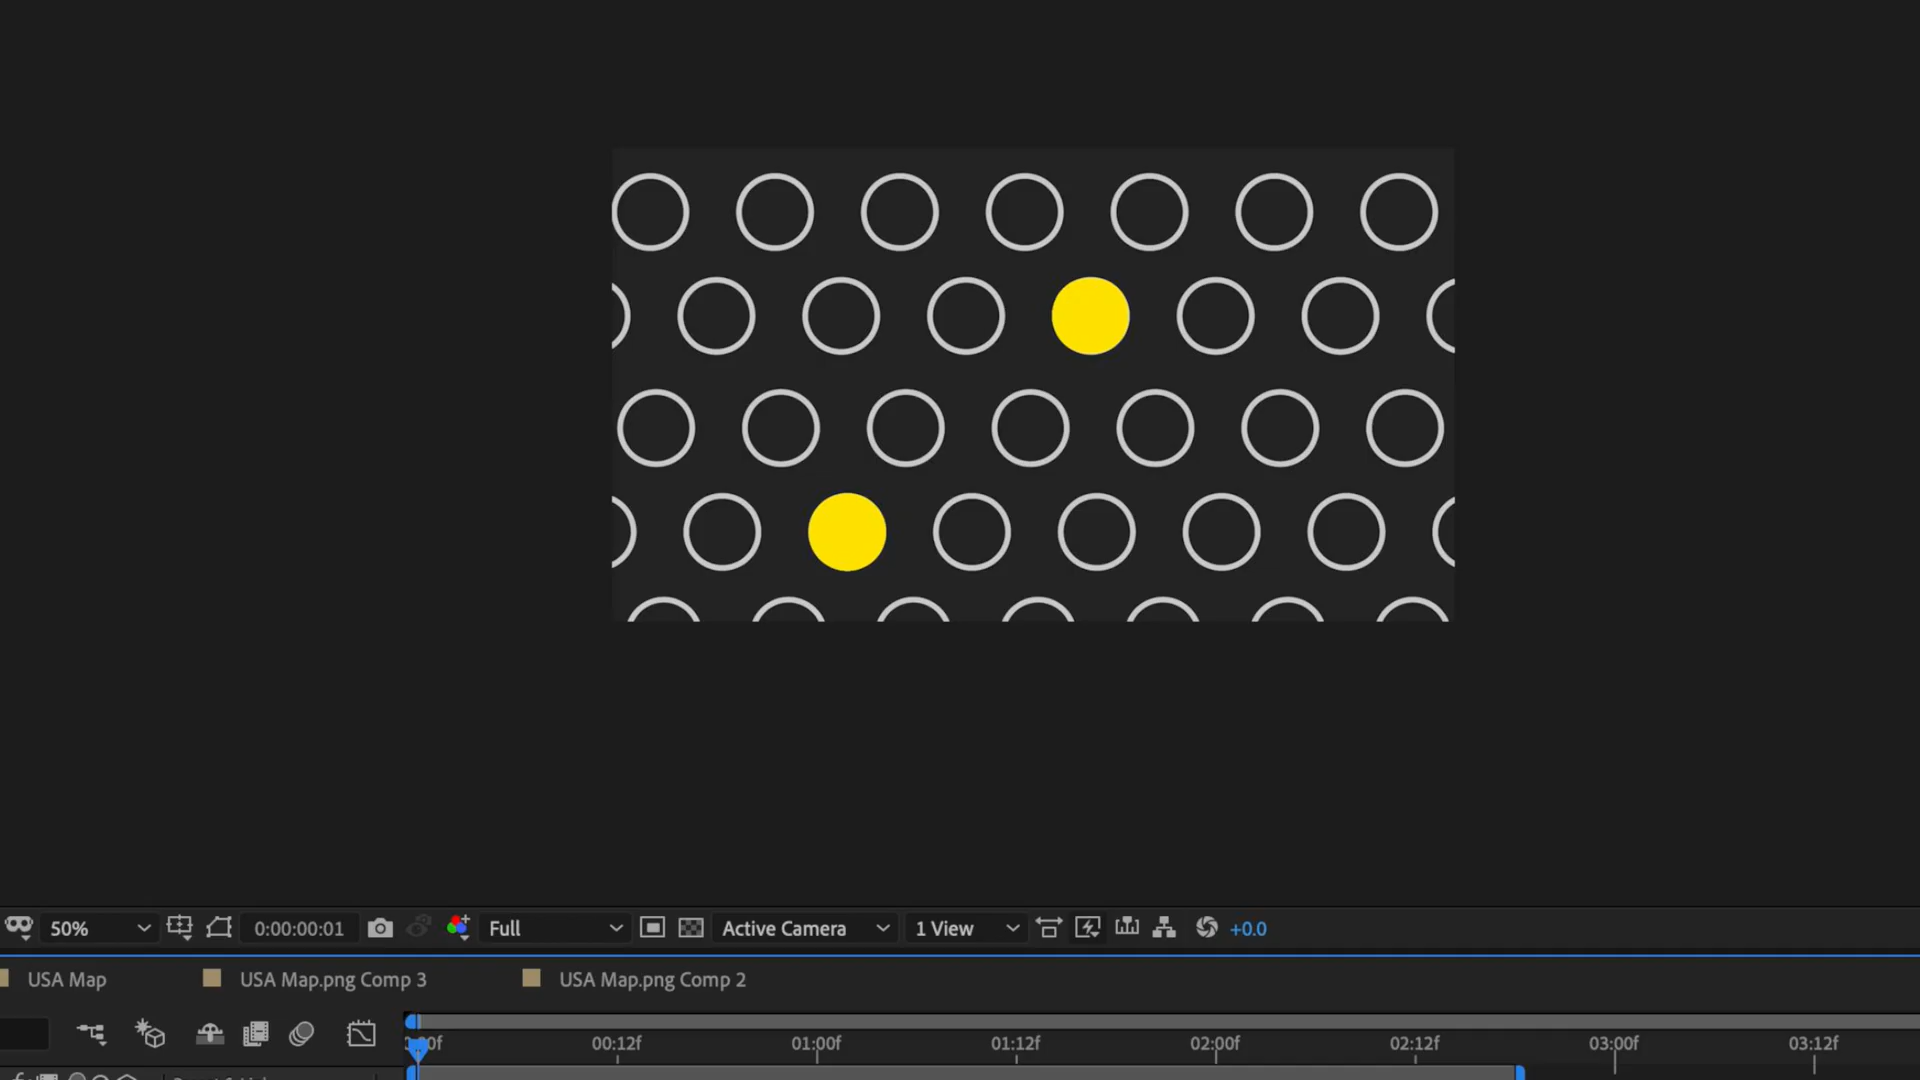 50%
0:00:00:01
Full
Active Camera
1 View
+0.0
USA Map
USA Map.png Comp 3
USA Map.png Comp 2
00:12f
01:00f
01:12f
02:00f
02:12f
03:00f
03:12f